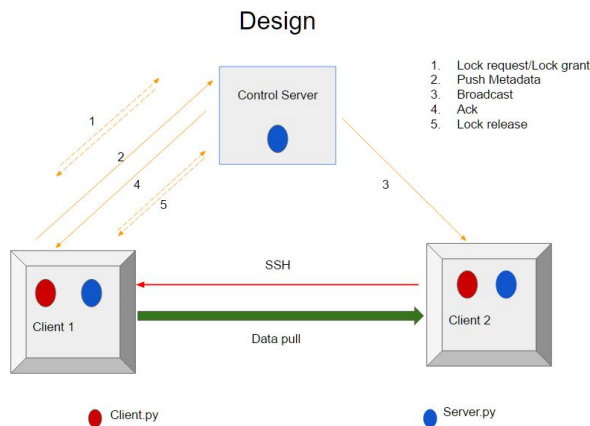 Design
1. Lock request/Lock grant
2. Push Metadata
3. Broadcast
4. Ack
5. Lock release
Control Server
1
2
4
5
3
SSH
Client 1
Client 2
Data pull
Client.py
Server.py